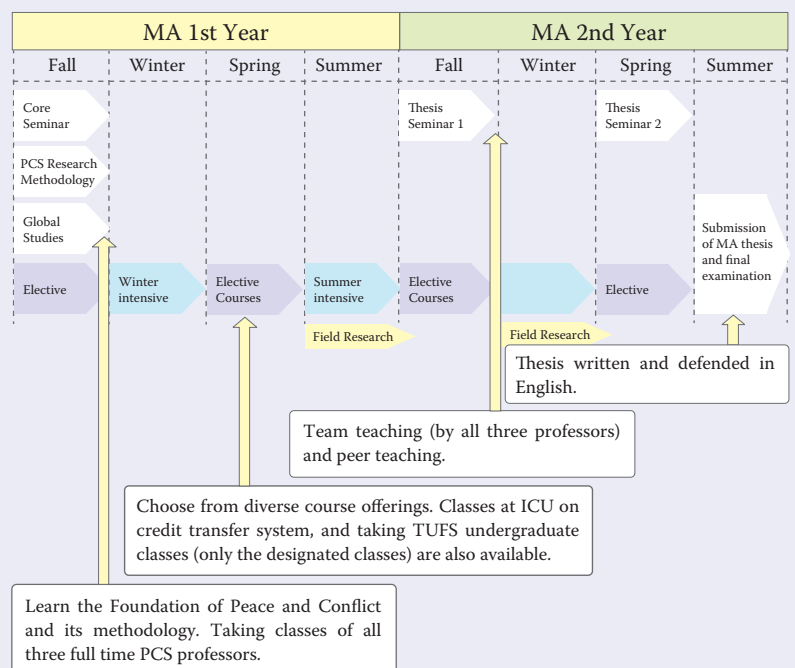 MA 1st Year
MA 2nd Year
Fall
Winter
Spring
Summer
Fall
Winter
Spring
Summer
Core
Seminar
Thesis
Seminar 1
Thesis
Seminar 2
PCS Research
Methodology
Global
Studies
Submission
of MA thesis
and final
examination
Elective
Winter
intensive
Elective
Courses
Summer
intensive
Elective
Courses
Elective
Field Research
Field Research
Thesis written and defended in
English.
Team teaching (by all three professors)
and peer teaching.
Choose from diverse course offerings. Classes at ICU on
credit transfer system, and taking TUFS undergraduate
classes (only the designated classes) are also available.
Learn the Foundation of Peace and Conflict
and its methodology. Taking classes of all
three full time PCS professors.